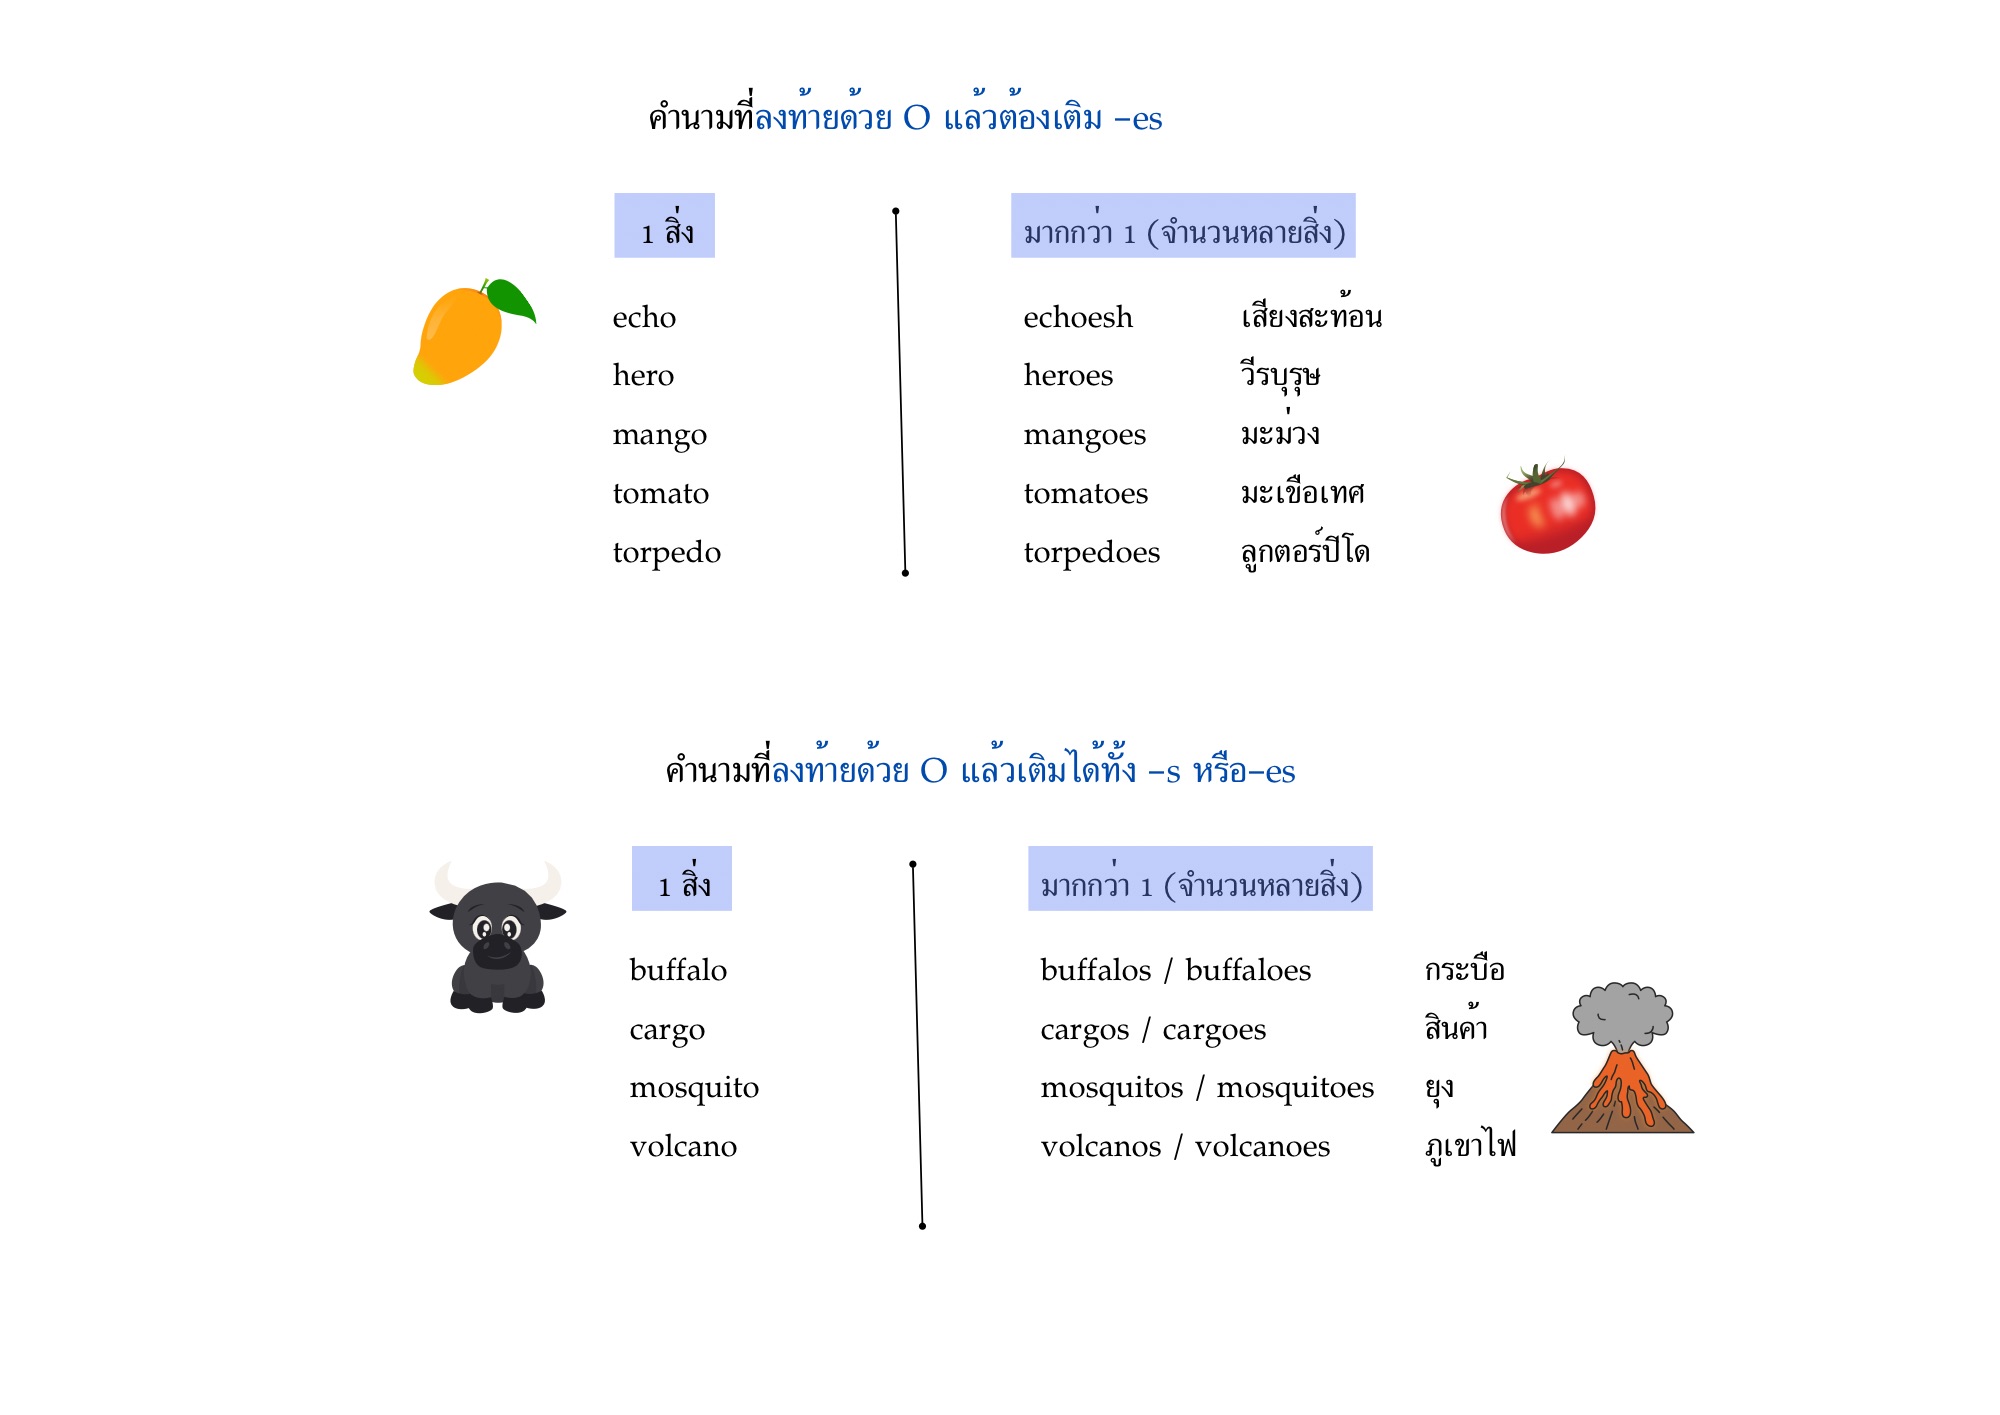 คำนามที่ลงท้ายด้วย O แล้วต้องเติม -es
1 สิ่ง มากกว่า 1 (จำนวนหลายสิ่ง)
echo echoesh เสียงสะท้อน
hero heroes วีรบุรุษ
mango mangoes มะม่วง
tomato tomatoes มะเขือเทศ
torpedo torpedoes ลูกตอร์ปีโด
คำนามที่ลงท้ายด้วย O แล้วเติมได้ทั้ง -s หรือ-es
1 สิ่ง มากกว่า 1 (จำนวนหลายสิ่ง)
buffalo buffalos / buffaloes กระบือ
cargo cargos / cargoes สินค้า
mosquito mosquitos / mosquitoes ยุง
volcano volcanos / volcanoes ภูเขาไฟ